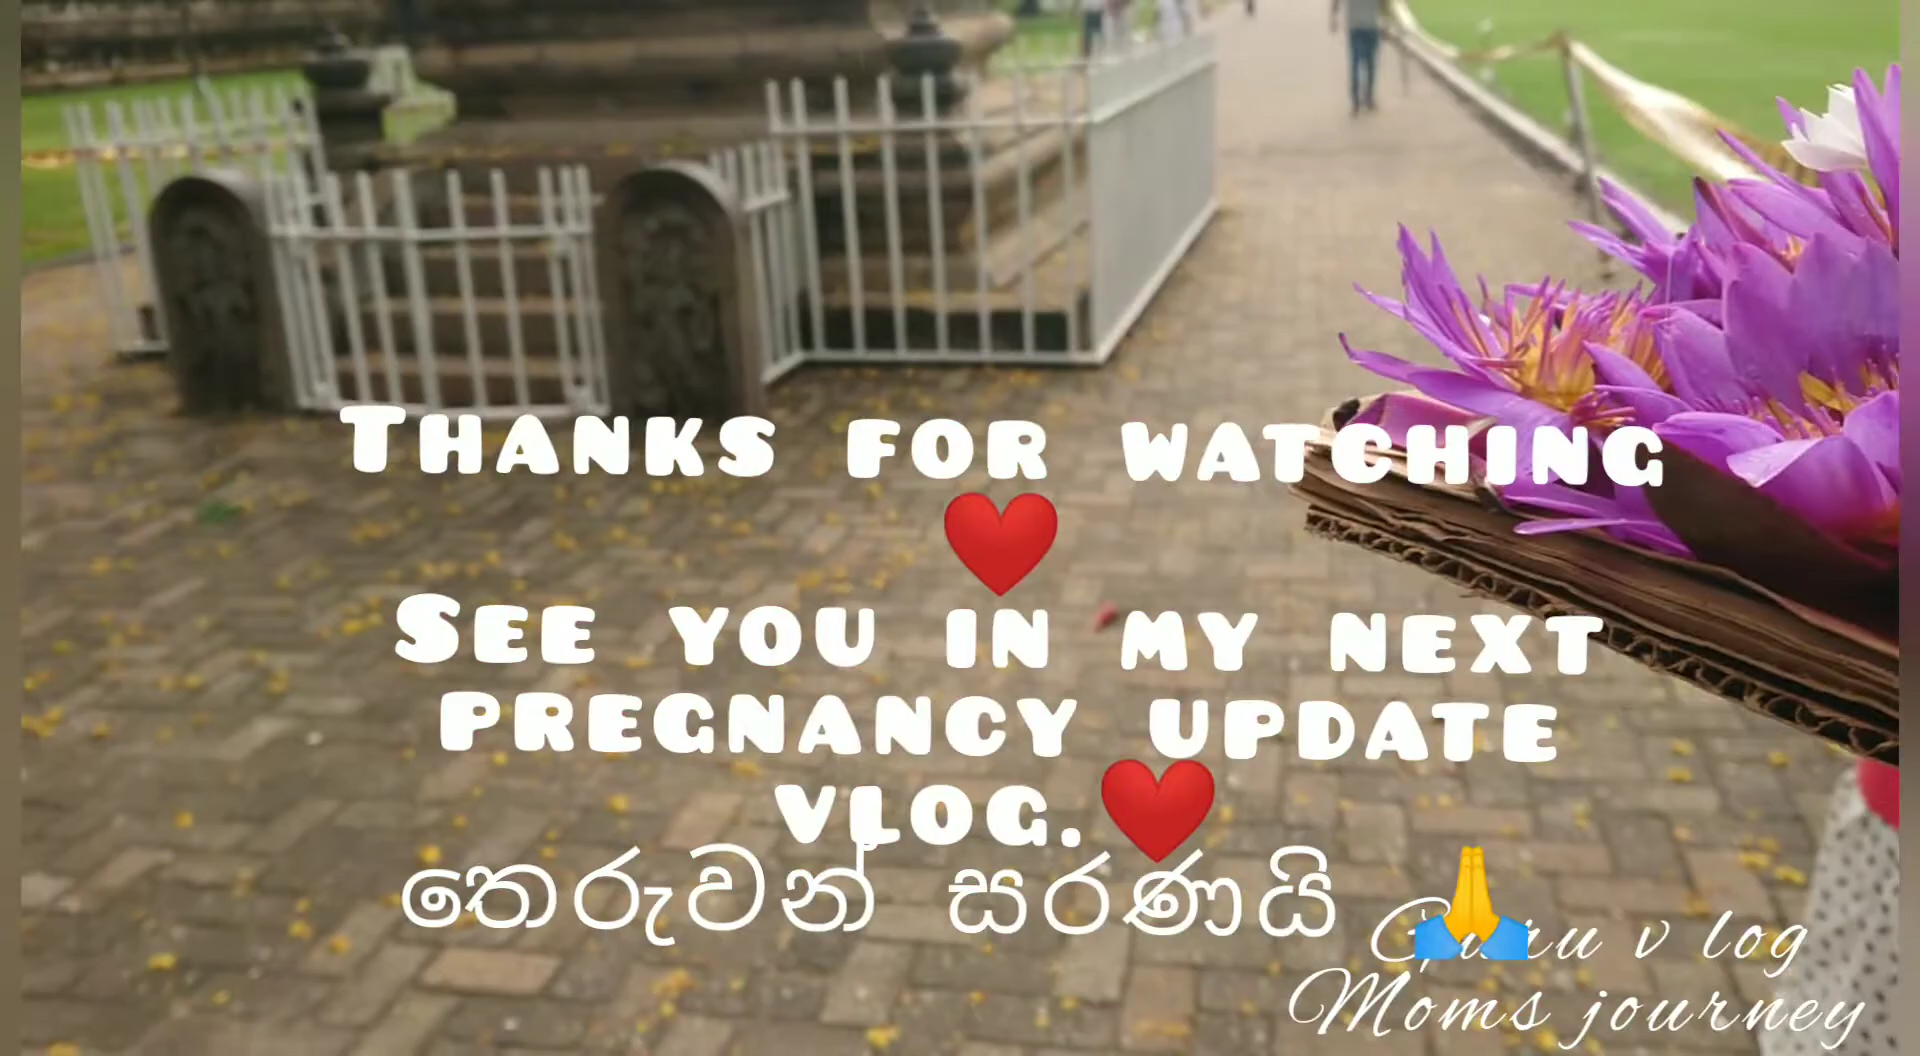 Thanks for watching
❤️
See you in my next
pregnancy update
vlog.❤️
තෙරුවන් සරණයි 🙏
v log
Moms journey